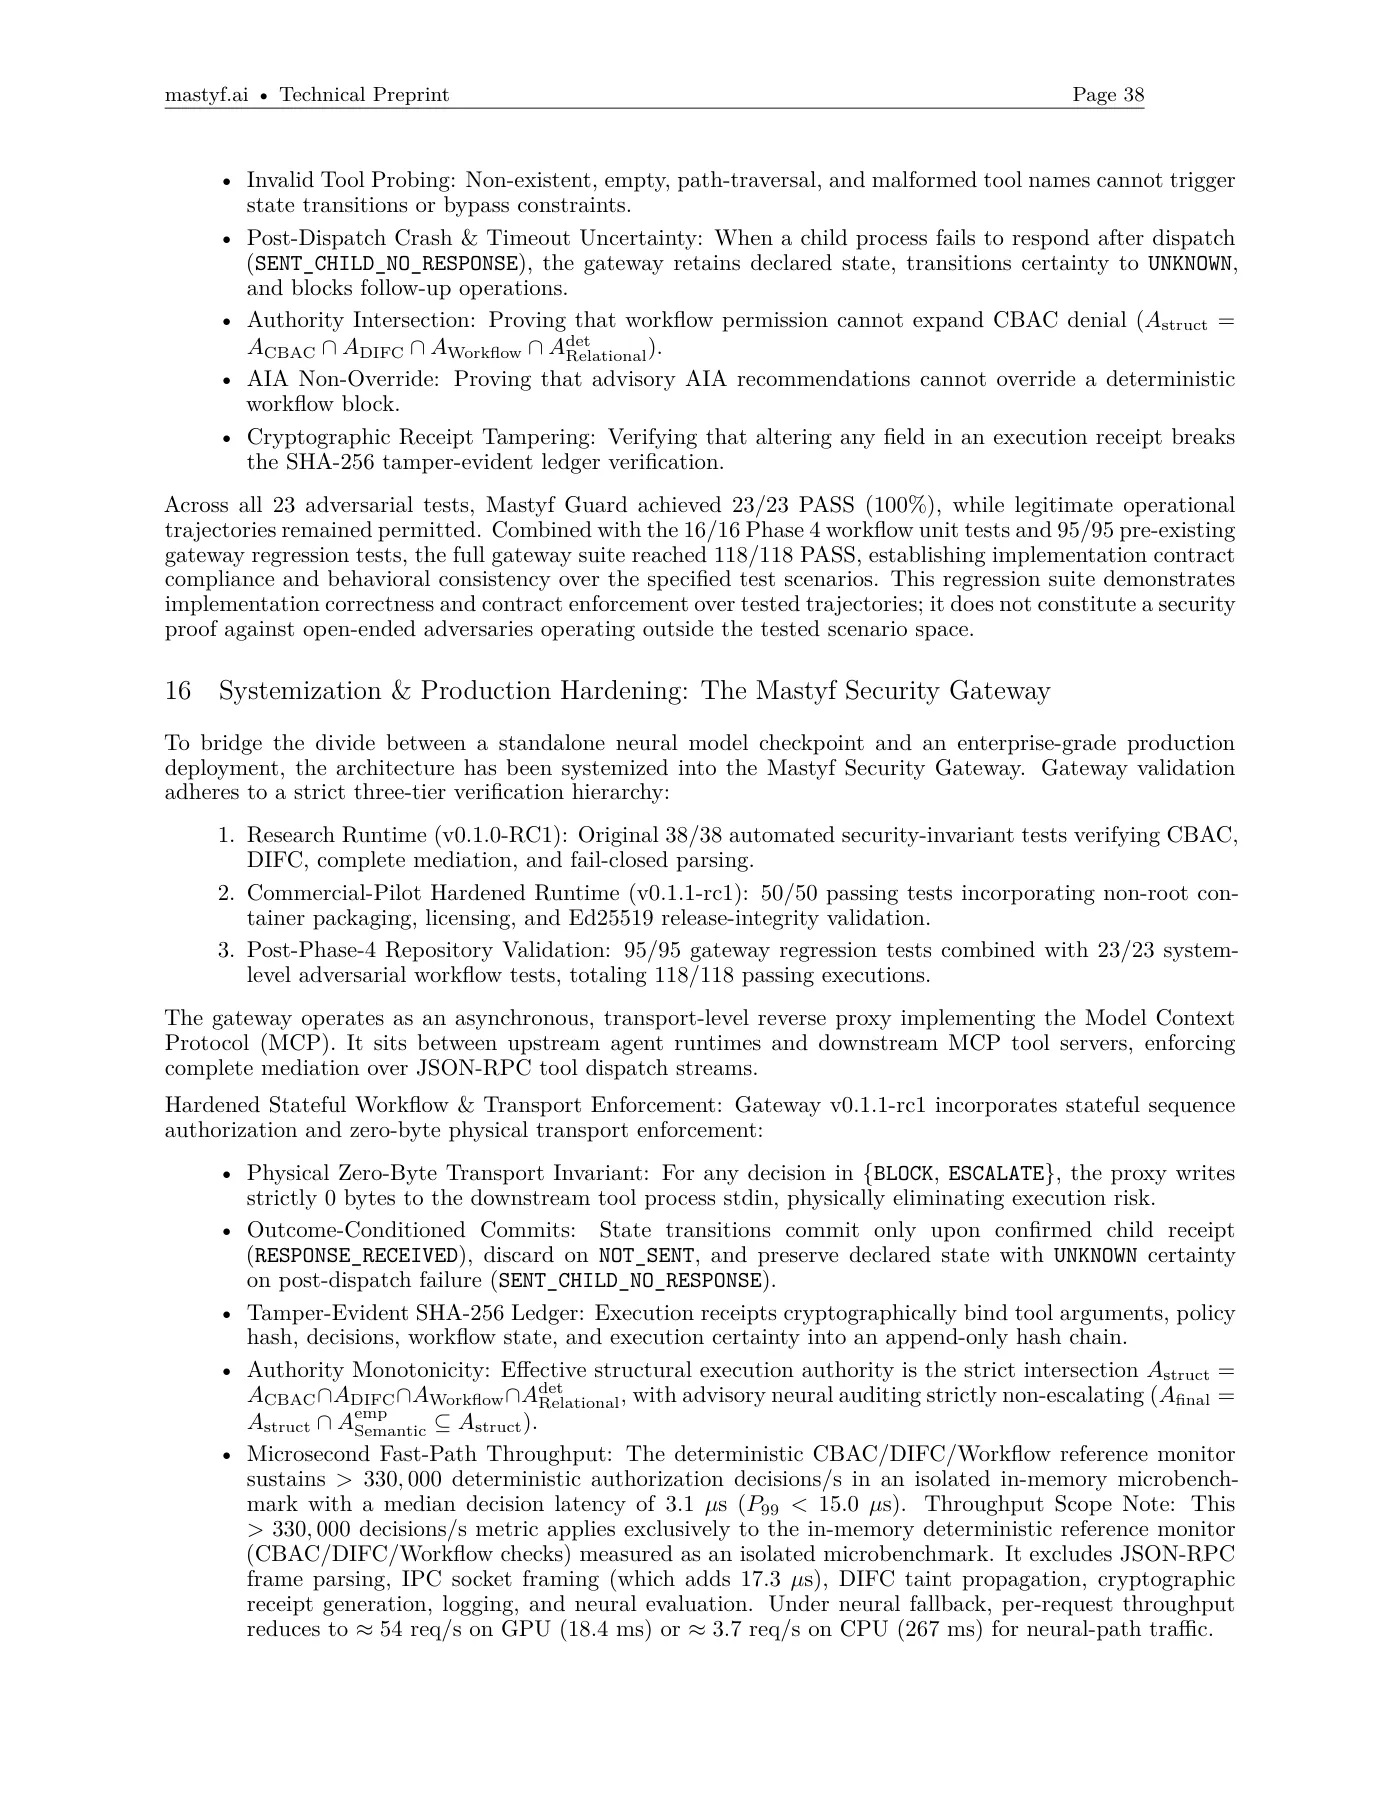 mastyf.ai • Technical Preprint Page 38
• Invalid Tool Probing: Non-existent, empty, path-traversal, and malformed tool names cannot trigger
state transitions or bypass constraints.
• Post-Dispatch Crash & Timeout Uncertainty: When a child process fails to respond after dispatch
(SENT_CHILD_NO_RESPONSE), the gateway retains declared state, transitions certainty to UNKNOWN,
and blocks follow-up operations.
• Authority Intersection: Proving that workflow permission cannot expand CBAC denial (A_struct =
A_CBAC ∩ A_DIFC ∩ A_Workflow ∩ A^det_Relational).
• AIA Non-Override: Proving that advisory AIA recommendations cannot override a deterministic
workflow block.
• Cryptographic Receipt Tampering: Verifying that altering any field in an execution receipt breaks
the SHA-256 tamper-evident ledger verification.
Across all 23 adversarial tests, Mastyf Guard achieved 23/23 PASS (100%), while legitimate operational
trajectories remained permitted. Combined with the 16/16 Phase 4 workflow unit tests and 95/95 pre-existing
gateway regression tests, the full gateway suite reached 118/118 PASS, establishing implementation contract
compliance and behavioral consistency over the specified test scenarios. This regression suite demonstrates
implementation correctness and contract enforcement over tested trajectories; it does not constitute a security
proof against open-ended adversaries operating outside the tested scenario space.
16 Systemization & Production Hardening: The Mastyf Security Gateway
To bridge the divide between a standalone neural model checkpoint and an enterprise-grade production
deployment, the architecture has been systemized into the Mastyf Security Gateway. Gateway validation
adheres to a strict three-tier verification hierarchy:
1. Research Runtime (v0.1.0-RC1): Original 38/38 automated security-invariant tests verifying CBAC,
DIFC, complete mediation, and fail-closed parsing.
2. Commercial-Pilot Hardened Runtime (v0.1.1-rc1): 50/50 passing tests incorporating non-root con-
tainer packaging, licensing, and Ed25519 release-integrity validation.
3. Post-Phase-4 Repository Validation: 95/95 gateway regression tests combined with 23/23 system-
level adversarial workflow tests, totaling 118/118 passing executions.
The gateway operates as an asynchronous, transport-level reverse proxy implementing the Model Context
Protocol (MCP). It sits between upstream agent runtimes and downstream MCP tool servers, enforcing
complete mediation over JSON-RPC tool dispatch streams.
Hardened Stateful Workflow & Transport Enforcement: Gateway v0.1.1-rc1 incorporates stateful sequence
authorization and zero-byte physical transport enforcement:
• Physical Zero-Byte Transport Invariant: For any decision in {BLOCK, ESCALATE}, the proxy writes
strictly 0 bytes to the downstream tool process stdin, physically eliminating execution risk.
• Outcome-Conditioned Commits: State transitions commit only upon confirmed child receipt
(RESPONSE_RECEIVED), discard on NOT_SENT, and preserve declared state with UNKNOWN certainty
on post-dispatch failure (SENT_CHILD_NO_RESPONSE).
• Tamper-Evident SHA-256 Ledger: Execution receipts cryptographically bind tool arguments, policy
hash, decisions, workflow state, and execution certainty into an append-only hash chain.
• Authority Monotonicity: Effective structural execution authority is the strict intersection A_struct =
A_CBAC∩A_DIFC∩A_Workflow∩A^det_Relational, with advisory neural auditing strictly non-escalating (A_final =
A_struct ∩ A^emp_Semantic ⊆ A_struct).
• Microsecond Fast-Path Throughput: The deterministic CBAC/DIFC/Workflow reference monitor
sustains > 330,000 deterministic authorization decisions/s in an isolated in-memory microbench-
mark with a median decision latency of 3.1 μs (P_99 < 15.0 μs). Throughput Scope Note: This
> 330,000 decisions/s metric applies exclusively to the in-memory deterministic reference monitor
(CBAC/DIFC/Workflow checks) measured as an isolated microbenchmark. It excludes JSON-RPC
frame parsing, IPC socket framing (which adds 17.3 μs), DIFC taint propagation, cryptographic
receipt generation, logging, and neural evaluation. Under neural fallback, per-request throughput
reduces to ≈ 54 req/s on GPU (18.4 ms) or ≈ 3.7 req/s on CPU (267 ms) for neural-path traffic.